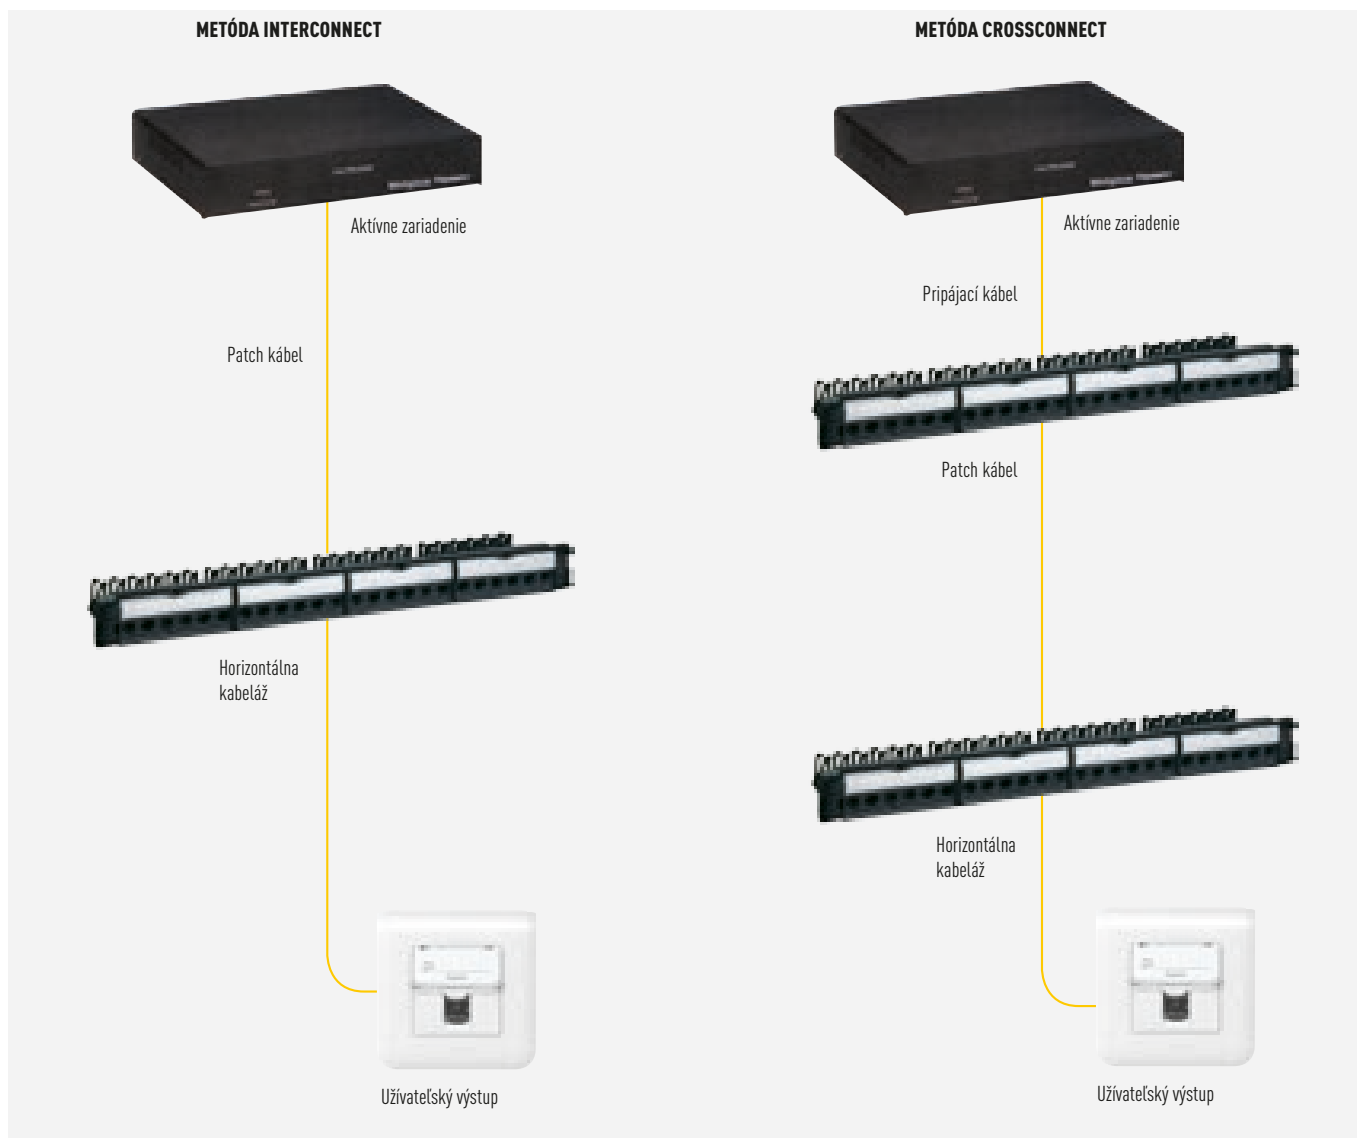 METÓDA INTERCONNECT
Aktívne zariadenie
Patch kábel
Horizontálna
kabeláž
Užívateľský výstup
METÓDA CROSSCONNECT
Aktívne zariadenie
Pripájací kábel
Patch kábel
Horizontálna
kabeláž
Užívateľský výstup